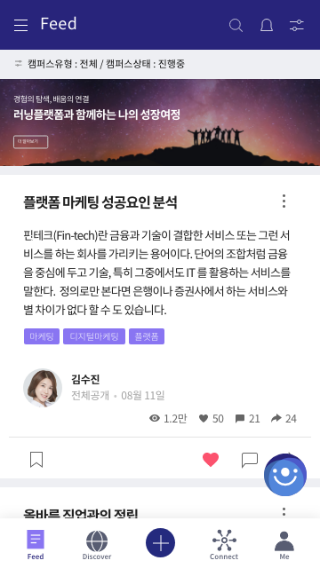 Feed
캠퍼스유형 : 전체 / 캠퍼스상태 : 진행중
경험의 탐색, 배움의 연결
러닝플랫폼과 함께하는 나의 성장여정
플랫폼 마케팅 성공요인 분석
핀테크(Fin-tech)란 금융과 기술이 결합한 서비스 또는 그런 서
비스를 하는 회사를 가리키는 용어이다. 단어의 조합처럼 금융
을 중심에 두고 기술, 특히 그중에서도 IT 를 활용하는 서비스를
말한다. 정의로만 본다면 은행이나 증권사에서 하는 서비스와
별 차이가 없다 할 수 도 있습니다.
마케팅 디지털마케팅 플랫폼
김수진
전체공개 • 08월 11일
1.2만 50 21 24
올바른 직업관의 정립
Feed Discover Connect Me